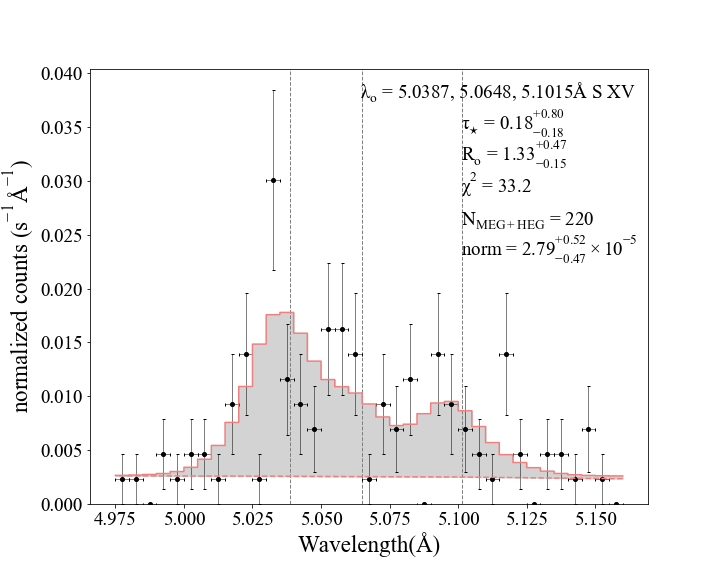 0.040
0.035
0.030
0.025
0.020
0.015
0.010
0.005
0.000
normalized counts (s⁻¹Å⁻¹)
λₒ = 5.0387, 5.0648, 5.1015Å S XV
τ⋆ = 0.18 +0.80 −0.18
Rₒ = 1.33 +0.47 −0.15
χ² = 33.2
N MEG+HEG = 220
norm = 2.79 +0.52 −0.47 × 10⁻⁵
4.975 5.000 5.025 5.050 5.075 5.100 5.125 5.150
Wavelength(Å)